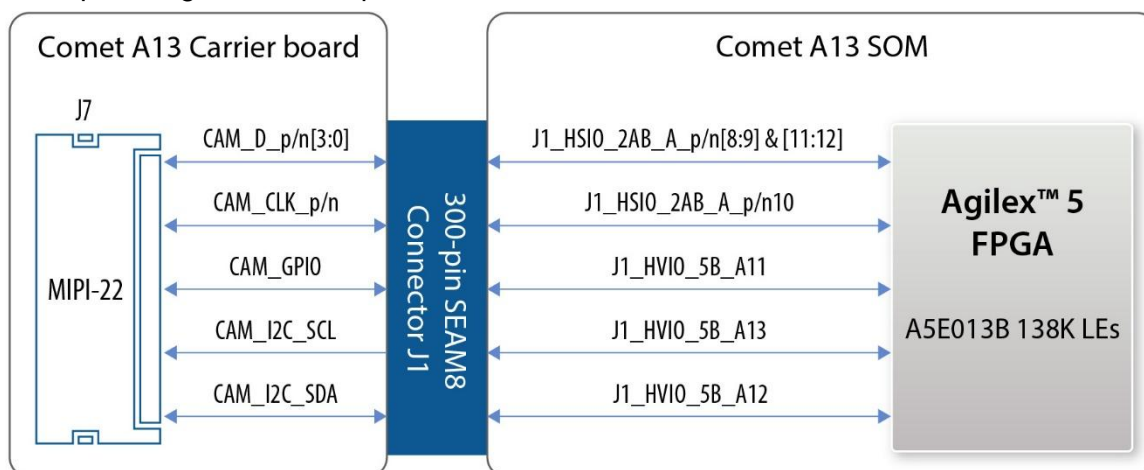 Comet A13 Carrier board
Comet A13 SOM
J7
MIPI-22
CAM_D_p/n[3:0]
CAM_CLK_p/n
CAM_GPIO
CAM_I2C_SCL
CAM_I2C_SDA
300-pin SEAM8
Connector J1
J1_HSIO_2AB_A_p/n[8:9] & [11:12]
J1_HSIO_2AB_A_p/n10
J1_HVIO_5B_A11
J1_HVIO_5B_A13
J1_HVIO_5B_A12
Agilex™ 5
FPGA
A5E013B 138K LEs